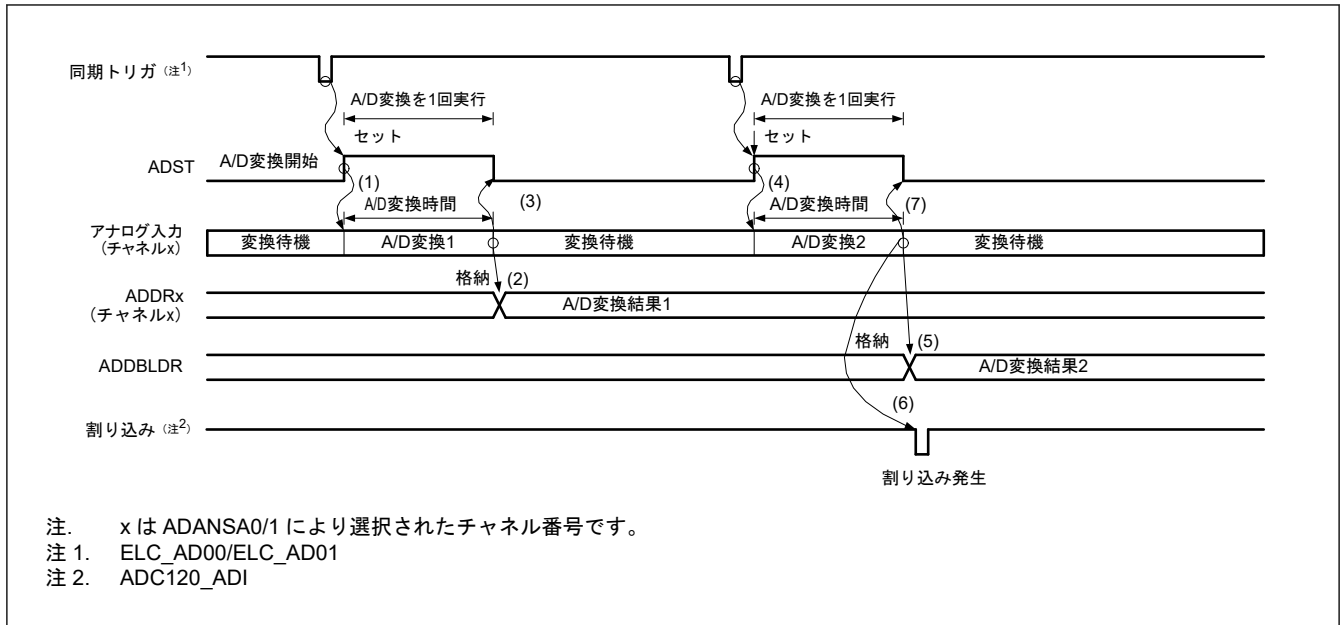 同期トリガ（注1）
A/D変換を1回実行
A/D変換を1回実行
セット
セット
ADST
A/D変換開始
(1)
(3)
(4)
(7)
A/D変換時間
A/D変換時間
アナログ入力
（チャネルx）
変換待機
A/D変換1
変換待機
A/D変換2
変換待機
格納
(2)
ADDRx
（チャネルx）
A/D変換結果1
格納
(5)
ADDBLDR
A/D変換結果2
(6)
割り込み（注2）
割り込み発生
注. x は ADANSA0/1 により選択されたチャネル番号です。
注 1. ELC_AD00/ELC_AD01
注 2. ADC120_ADI